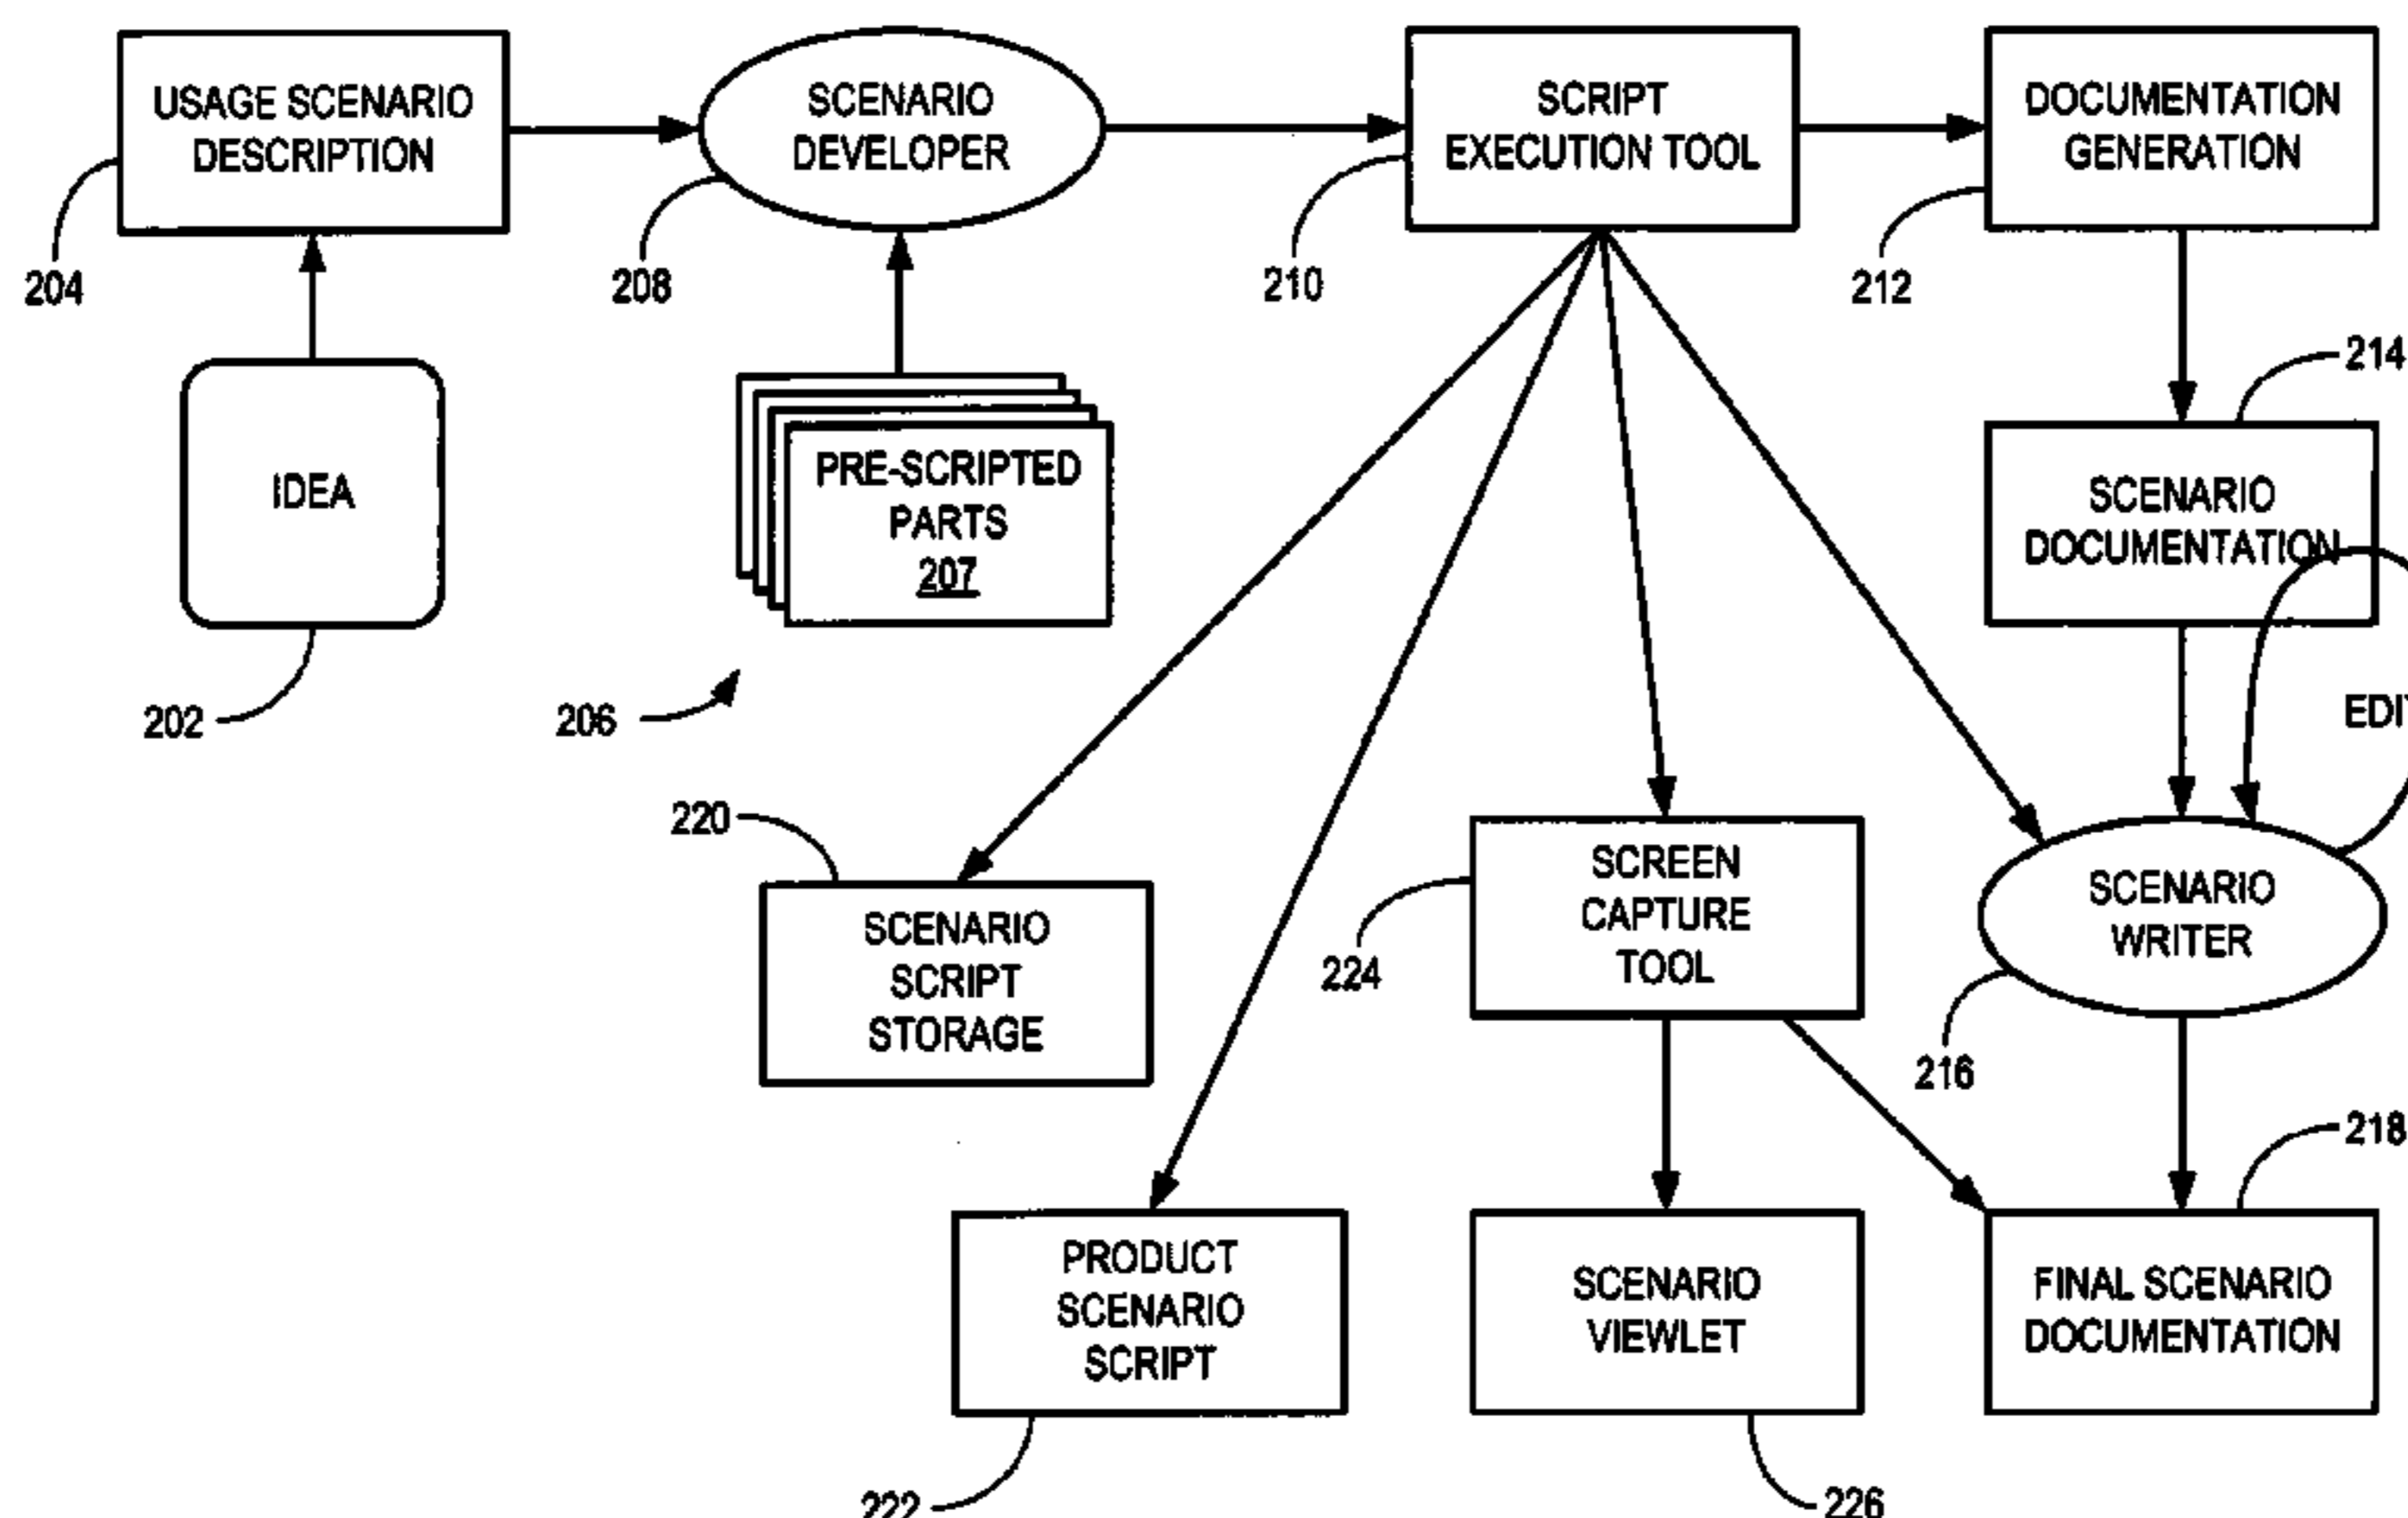 USAGE SCENARIO
DESCRIPTION
204
SCENARIO
DEVELOPER
208
SCRIPT
EXECUTION TOOL
210
DOCUMENTATION
GENERATION
212
IDEA
202
PRE-SCRIPTED
PARTS
207
206
214
SCENARIO
DOCUMENTATION
EDIT
220
SCENARIO
SCRIPT
STORAGE
SCREEN
CAPTURE
TOOL
224
SCENARIO
WRITER
216
218
PRODUCT
SCENARIO
SCRIPT
222
SCENARIO
VIEWLET
226
FINAL SCENARIO
DOCUMENTATION